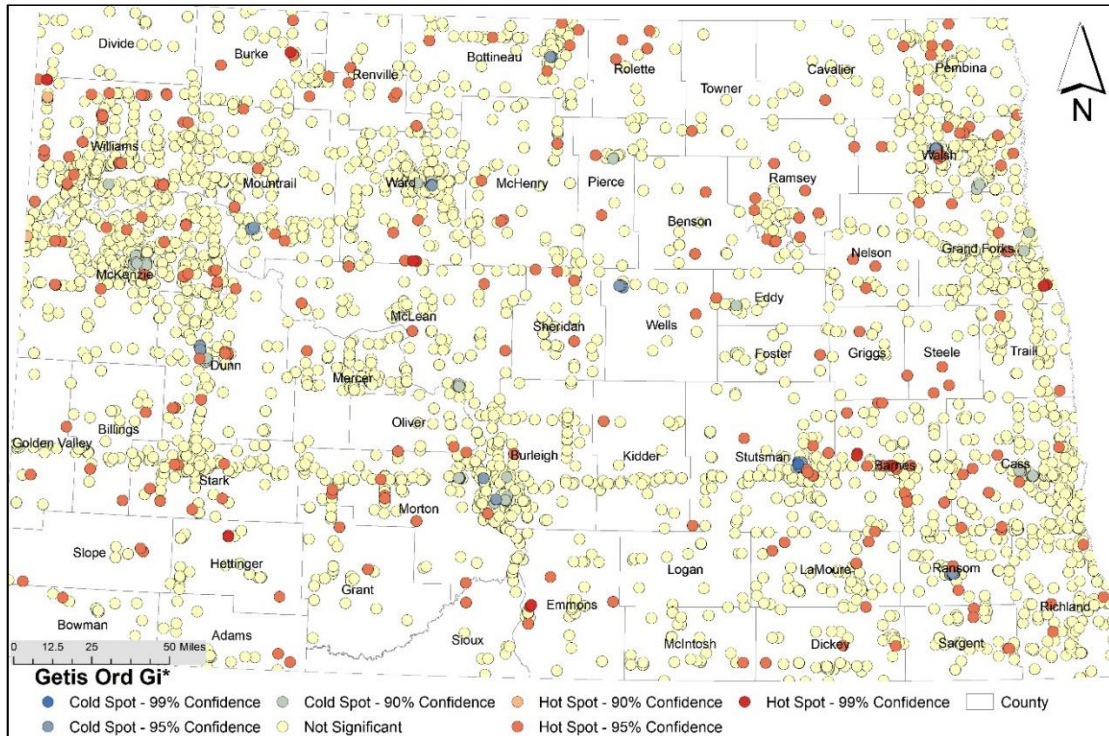 Divide
Burke
Renville
Bottineau
Rolette
Towner
Cavalier
Pembina
N
Williams
Mountrail
Ward
McHenry
Pierce
Benson
Ramsey
Walsh
Nelson
Grand Forks
McKenzie
McLean
Sheridan
Wells
Eddy
Foster
Griggs
Steele
Traill
Dunn
Mercer
Oliver
Billings
Golden Valley
Stark
Burleigh
Kidder
Stutsman
Barnes
Cass
Morton
Slope
Hettinger
Grant
Emmons
Logan
LaMoure
Ransom
Richland
Bowman
Adams
Sioux
McIntosh
Dickey
Sargent
0 12.5 25 50 Miles
Getis Ord Gi*
Cold Spot - 99% Confidence Cold Spot - 90% Confidence Hot Spot - 90% Confidence Hot Spot - 99% Confidence County
Cold Spot - 95% Confidence Not Significant Hot Spot - 95% Confidence